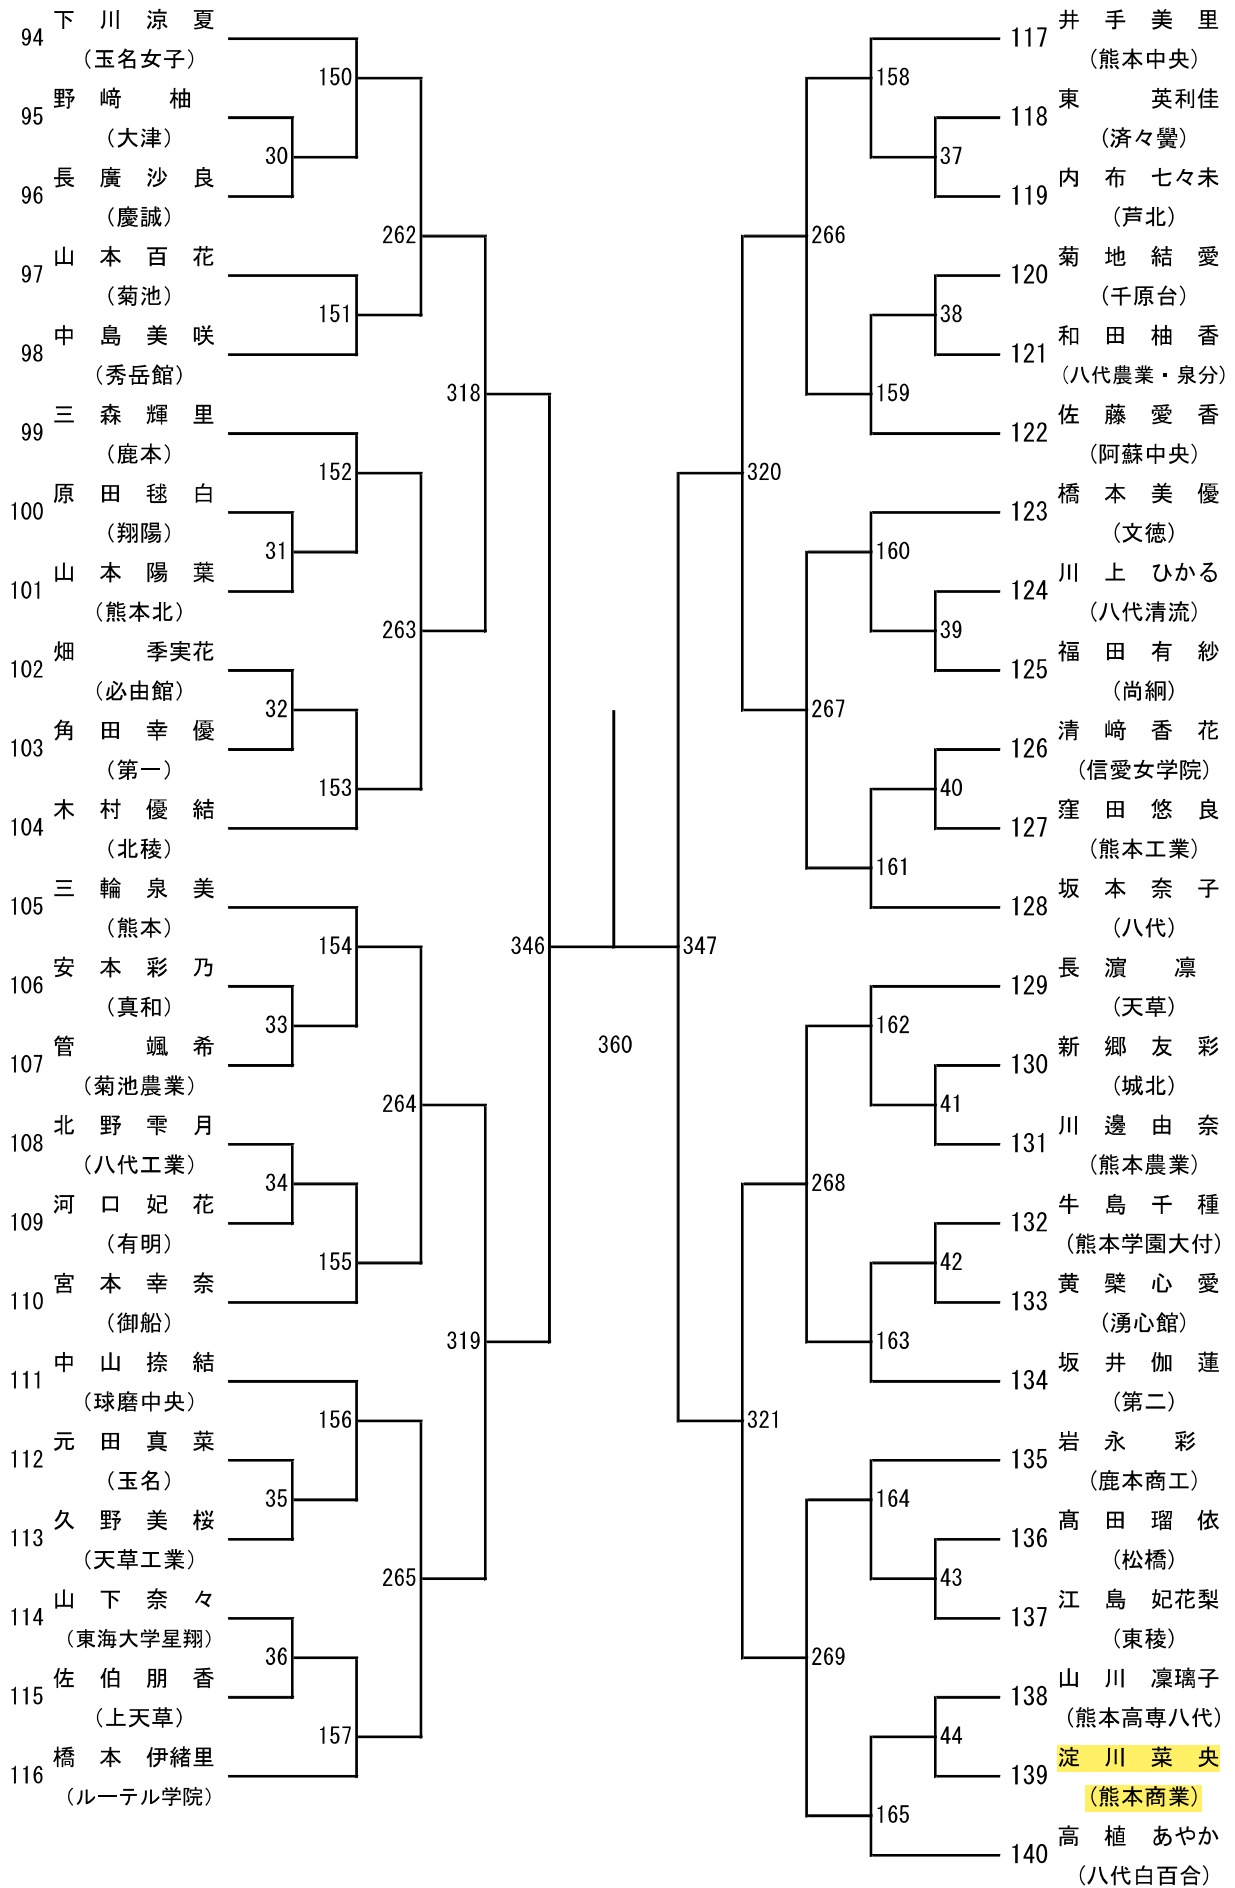 94 下川涼夏
(玉名女子)
150
95 野﨑柚
(大津)
30
96 長廣沙良
(慶誠)
262
97 山本百花
(菊池)
151
98 中島美咲
(秀岳館)
318
99 三森輝里
(鹿本)
152
100 原田毬白
(翔陽)
31
101 山本陽葉
(熊本北)
263
102 畑季実花
(必由館)
32
103 角田幸優
(第一)
153
104 木村優結
(北稜)
105 三輪泉美
(熊本)
154
346
106 安本彩乃
(真和)
33
107 管颯希
(菊池農業)
264
108 北野雫月
(八代工業)
34
109 河口妃花
(有明)
155
110 宮本幸奈
(御船)
319
111 中山捺結
(球磨中央)
156
112 元田真菜
(玉名)
35
113 久野美桜
(天草工業)
265
114 山下奈々
(東海大学星翔)
36
115 佐伯朋香
(上天草)
157
116 橋本伊緒里
(ルーテル学院)
360
117 井手美里
(熊本中央)
158
118 東英利佳
(済々黌)
37
119 内布七々未
(芦北)
266
120 菊地結愛
(千原台)
38
121 和田柚香
(八代農業・泉分)
159
122 佐藤愛香
(阿蘇中央)
320
123 橋本美優
(文徳)
160
124 川上ひかる
(八代清流)
39
125 福田有紗
(尚絅)
267
126 清﨑香花
(信愛女学院)
40
127 窪田悠良
(熊本工業)
161
128 坂本奈子
(八代)
347
129 長濵凛
(天草)
162
130 新郷友彩
(城北)
41
131 川邊由奈
(熊本農業)
268
132 牛島千種
(熊本学園大付)
42
133 黄檗心愛
(湧心館)
163
134 坂井伽蓮
(第二)
321
135 岩永彩
(鹿本商工)
164
136 髙田瑠依
(松橋)
43
137 江島妃花梨
(東稜)
269
138 山川凜璃子
(熊本高専八代)
44
139 淀川菜央
(熊本商業)
165
140 高植あやか
(八代白百合)